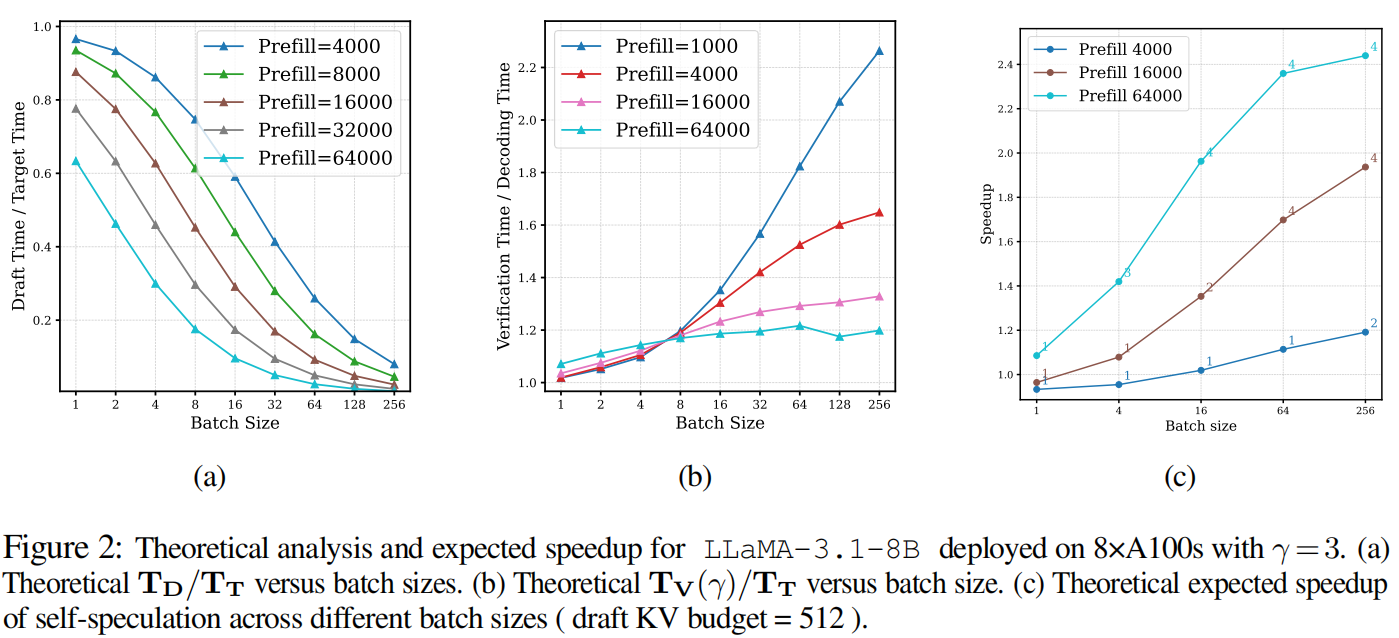 Draft Time / Target Time
1.0
0.8
0.6
0.4
0.2
Prefill=4000
Prefill=8000
Prefill=16000
Prefill=32000
Prefill=64000
1 2 4 8 16 32 64 128 256
Batch Size
(a)
Verification Time / Decoding Time
2.2
2.0
1.8
1.6
1.4
1.2
1.0
Prefill=1000
Prefill=4000
Prefill=16000
Prefill=64000
1 2 4 8 16 32 64 128 256
Batch Size
(b)
Speedup
2.4
2.2
2.0
1.8
1.6
1.4
1.2
1.0
Prefill 4000
Prefill 16000
Prefill 64000
1 3 4 4 4
1 1 2 4 4
1 1 1 1 2
1 4 16 64 256
Batch size
(c)
Figure 2: Theoretical analysis and expected speedup for LLaMA-3.1-8B deployed on 8×A100s with γ=3. (a)
Theoretical T_D/T_T versus batch sizes. (b) Theoretical T_V(γ)/T_T versus batch size. (c) Theoretical expected speedup
of self-speculation across different batch sizes ( draft KV budget = 512 ).